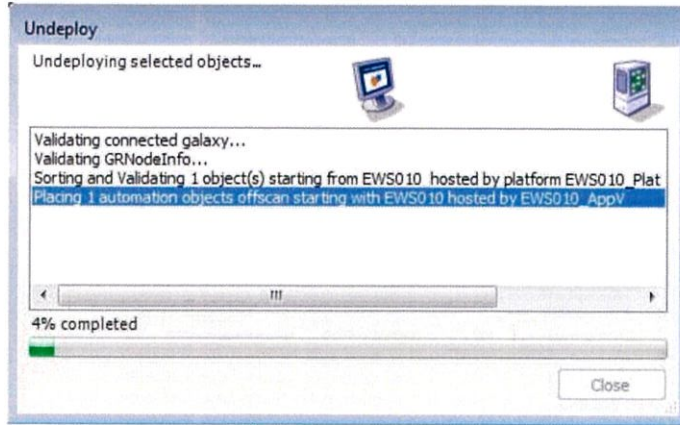 Undeploy
Undeploying selected objects...
Validating connected galaxy...
Validating GRNodeInfo...
Sorting and Validating 1 object(s) starting from EWS010 hosted by platform EWS010_Plat
Placing 1 automation objects offscan starting with EWS010 hosted by EWS010_AppV
4% completed
Close